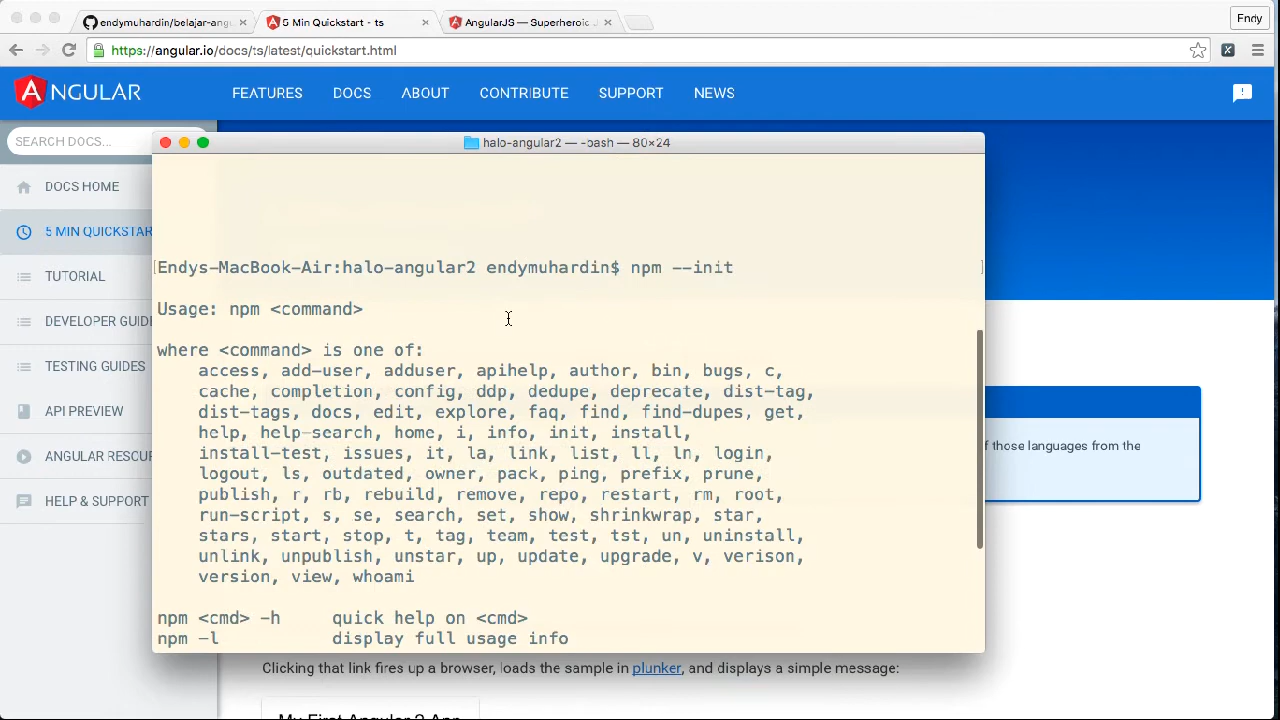 endymuhardin/belajar-ang
5 Min Quickstart - ts
AngularJS — Superheroic
Endy
https://angular.io/docs/ts/latest/quickstart.html
ANGULAR
FEATURES DOCS ABOUT CONTRIBUTE SUPPORT NEWS
SEARCH DOCS...
DOCS HOME
5 MIN QUICKSTAR
TUTORIAL
DEVELOPER GUIDE
TESTING GUIDES
API PREVIEW
ANGULAR RESOU
HELP & SUPPORT
halo-angular2 — -bash — 80×24
[Endys-MacBook-Air:halo-angular2 endymuhardin$ npm --init ]
Usage: npm <command>
where <command> is one of:
access, add-user, adduser, apihelp, author, bin, bugs, c,
cache, completion, config, ddp, dedupe, deprecate, dist-tag,
dist-tags, docs, edit, explore, faq, find, find-dupes, get,
help, help-search, home, i, info, init, install,
install-test, issues, it, la, link, list, ll, ln, login,
logout, ls, outdated, owner, pack, ping, prefix, prune,
publish, r, rb, rebuild, remove, repo, restart, rm, root,
run-script, s, se, search, set, show, shrinkwrap, star,
stars, start, stop, t, tag, team, test, tst, un, uninstall,
unlink, unpublish, unstar, up, update, upgrade, v, verison,
version, view, whoami
npm <cmd> -h quick help on <cmd>
npm -l display full usage info
f those languages from the
Clicking that link fires up a browser, loads the sample in plunker, and displays a simple message:
My First Angular 2 App